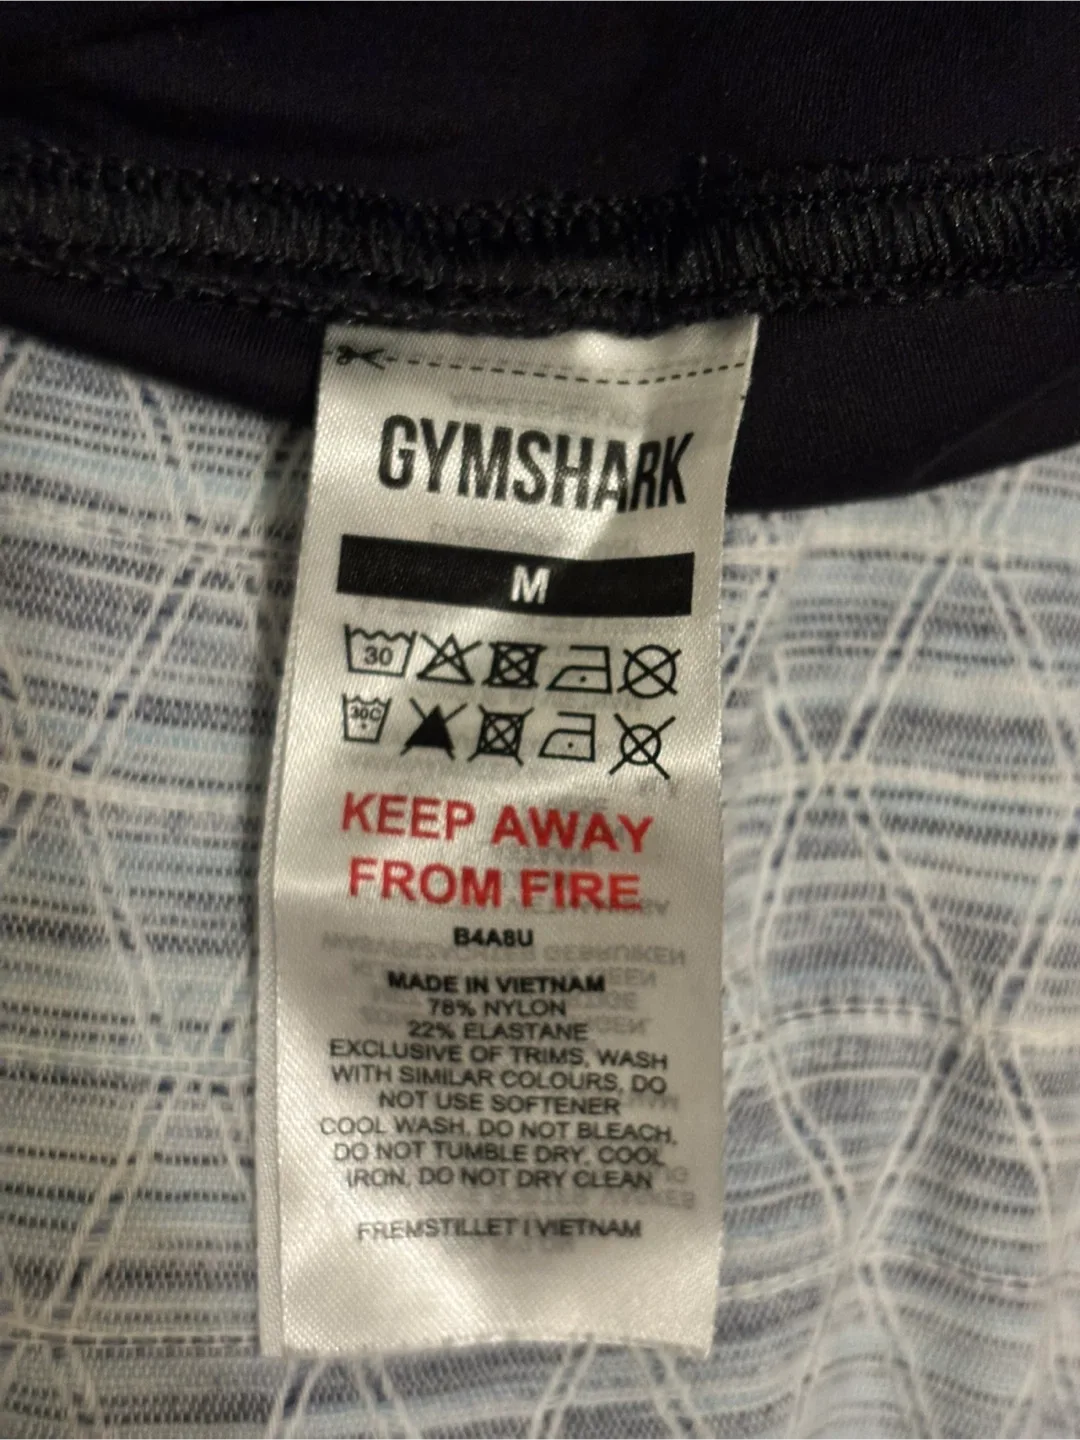 GYMSHARK
M
30
30C
KEEP AWAY
FROM FIRE
B4A8U
MADE IN VIETNAM
78% NYLON
22% ELASTANE
EXCLUSIVE OF TRIMS, WASH
WITH SIMILAR COLOURS, DO
NOT USE SOFTENER
COOL WASH, DO NOT BLEACH,
DO NOT TUMBLE DRY, COOL
IRON, DO NOT DRY CLEAN
FREMSTILLET I VIETNAM